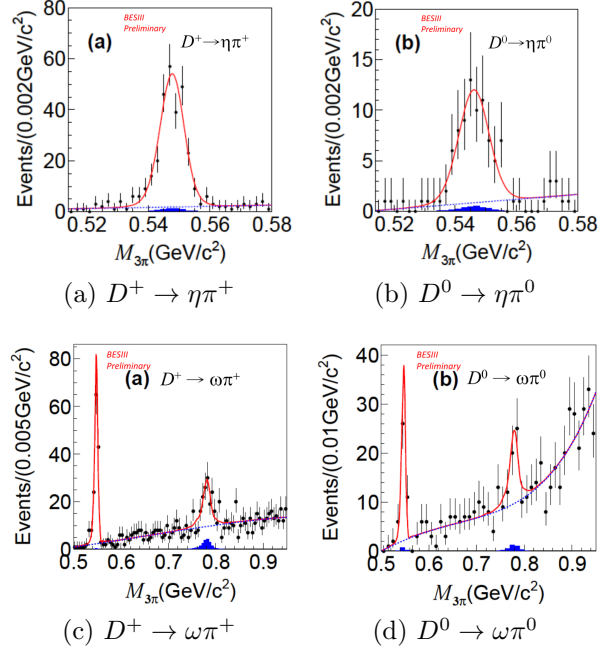 BESIII
Preliminary
(a) D⁺→ηπ⁺
Events/(0.002GeV/c²)
80
60
40
20
0
0.52 0.54 0.56 0.58
M₃π(GeV/c²)
(a) D⁺ → ηπ⁺
BESIII
Preliminary
(b) D⁰→ηπ⁰
Events/(0.002GeV/c²)
20
15
10
5
0
0.52 0.54 0.56 0.58
M₃π(GeV/c²)
(b) D⁰ → ηπ⁰
BESIII
Preliminary
(a) D⁺→ ωπ⁺
Events/(0.005GeV/c²)
80
60
40
20
0
0.5 0.6 0.7 0.8 0.9
M₃π(GeV/c²)
(c) D⁺ → ωπ⁺
BESIII
Preliminary
(b) D⁰→ ωπ⁰
Events/(0.01GeV/c²)
40
30
20
10
0
0.5 0.6 0.7 0.8 0.9
M₃π(GeV/c²)
(d) D⁰ → ωπ⁰